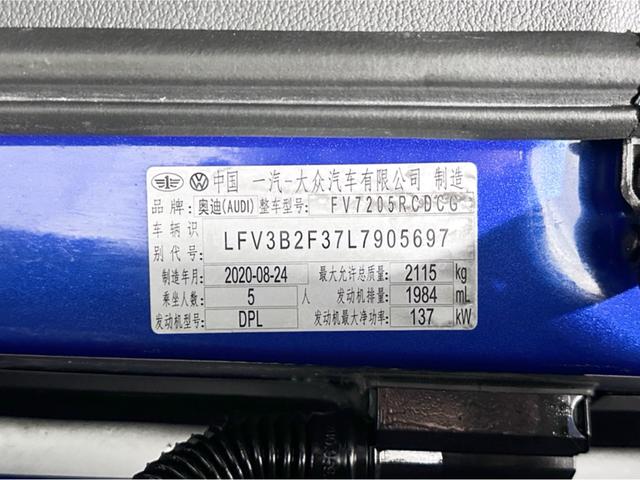 中国 一汽-大众汽车有限公司 制造
品牌: 奥迪(AUDI) 整车型号: FV7205RCDCG
车辆识别代号: LFV3B2F37L7905697
制造年月: 2020-08-24 最大允许总质量: 2115 kg
乘坐人数: 5 人 发动机排量: 1984 mL
发动机型号: DPL 发动机最大净功率: 137 kW